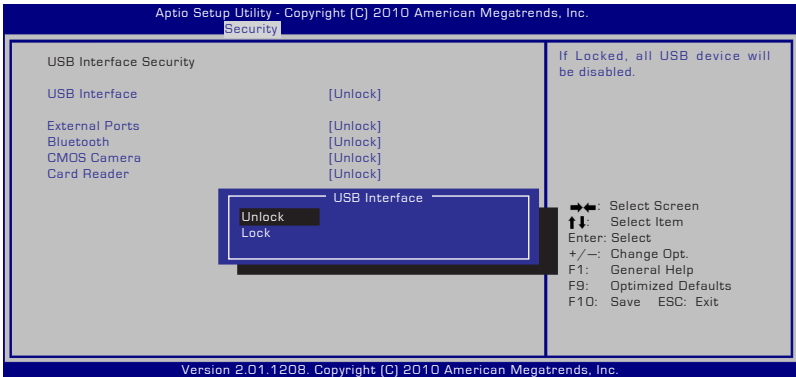 Aptio Setup Utility - Copyright (C) 2010 American Megatrends, Inc.
Security
USB Interface Security
USB Interface [Unlock]
External Ports [Unlock]
Bluetooth [Unlock]
CMOS Camera [Unlock]
Card Reader [Unlock]
USB Interface
Unlock
Lock
If Locked, all USB device will
be disabled.
→←: Select Screen
↑↓: Select Item
Enter: Select
+/—: Change Opt.
F1: General Help
F9: Optimized Defaults
F10: Save ESC: Exit
Version 2.01.1208. Copyright (C) 2010 American Megatrends, Inc.